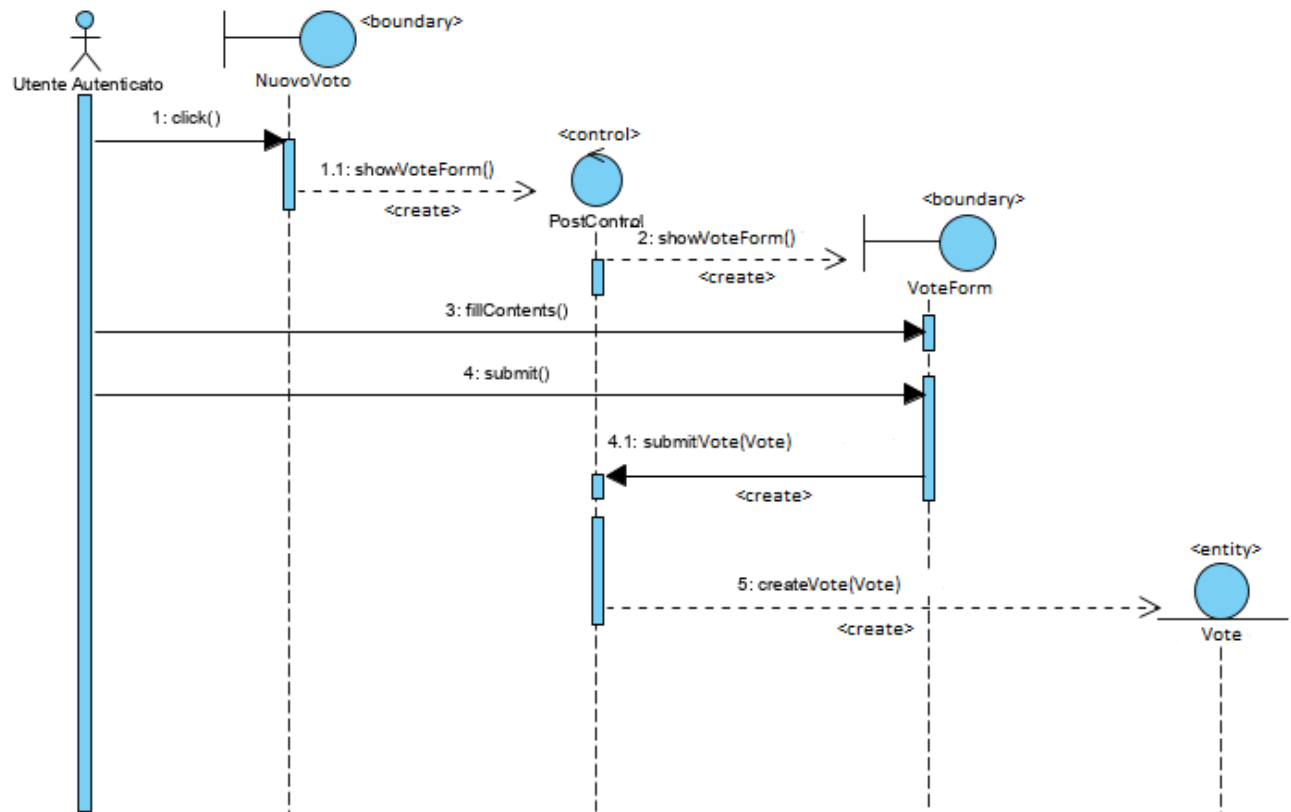 <boundary>
Utente Autenticato
NuovoVoto
1: click()
<control>
1.1: showVoteForm()
<create>
PostControl
<boundary>
2: showVoteForm()
<create>
VoteForm
3: fillContents()
4: submit()
4.1: submitVote(Vote)
<create>
<entity>
5: createVote(Vote)
<create>
Vote